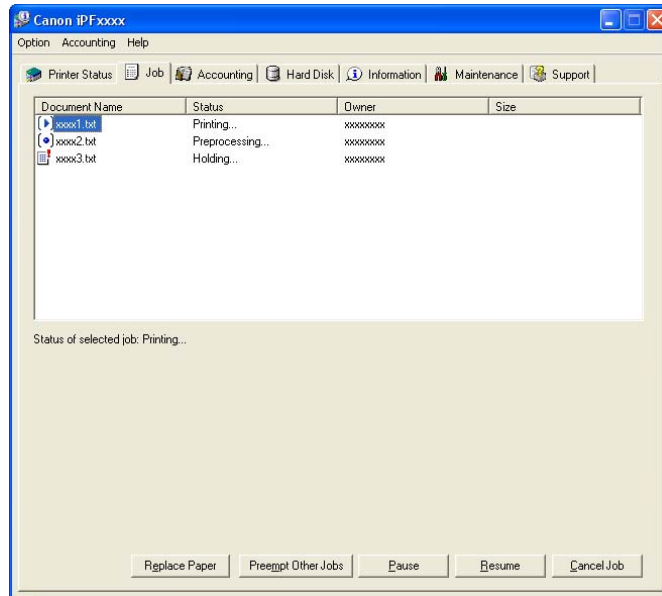 Canon iPFxxxx
Option Accounting Help
Printer Status Job Accounting Hard Disk Information Maintenance Support
Document Name Status Owner Size
xxxx1.txt Printing... xxxxxxxx
xxxx2.txt Preprocessing... xxxxxxxx
xxxx3.txt Holding... xxxxxxxx
Status of selected job: Printing...
Replace Paper Preempt Other Jobs Pause Resume Cancel Job